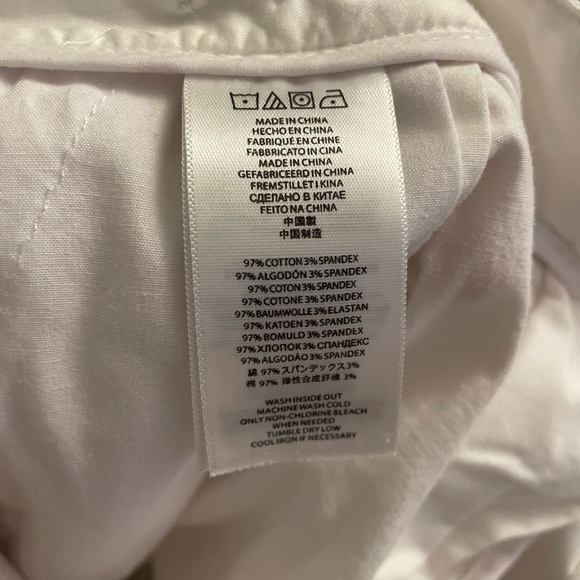 MADE IN CHINA
HECHO EN CHINA
FABRIQUÉ EN CHINE
FABBRICATO IN CINA
MADE IN CHINA
GEFABRICEERD IN CHINA
FREMSTILLET I KINA
СДЕЛАНО В КИТАЕ
FEITO NA CHINA
中国製
中国制造
97% COTTON 3% SPANDEX
97% ALGODÓN 3% SPANDEX
97% COTON 3% SPANDEX
97% COTONE 3% SPANDEX
97% BAUMWOLLE 3% ELASTAN
97% KATOEN 3% SPANDEX
97% BOMULD 3% SPANDEX
97% ХЛОПОК 3% СПАНДЕКС
97% ALGODÃO 3% SPANDEX
綿 97% スパンデックス 3%
棉 97% 弹性合成纤维 3%
WASH INSIDE OUT
MACHINE WASH COLD
ONLY NON-CHLORINE BLEACH
WHEN NEEDED
TUMBLE DRY LOW
COOL IRON IF NECESSARY